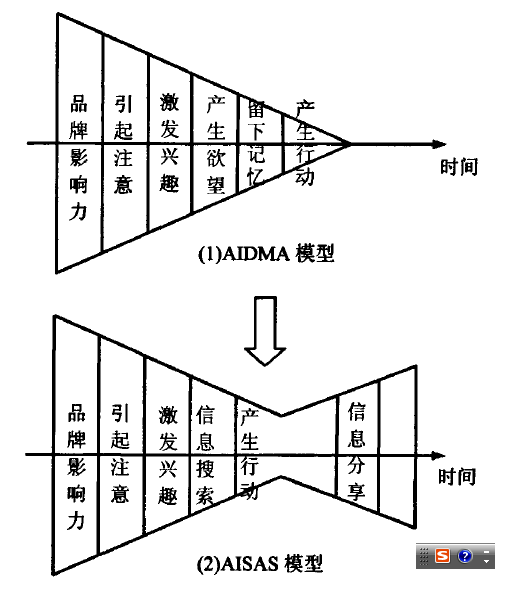 品牌影响力
引起注意
激发兴趣
产生欲望
留下记忆
产生行动
时间
(1)AIDMA 模型
品牌影响力
引起注意
激发兴趣
信息搜索
产生行动
信息分享
时间
(2)AISAS 模型
S
?